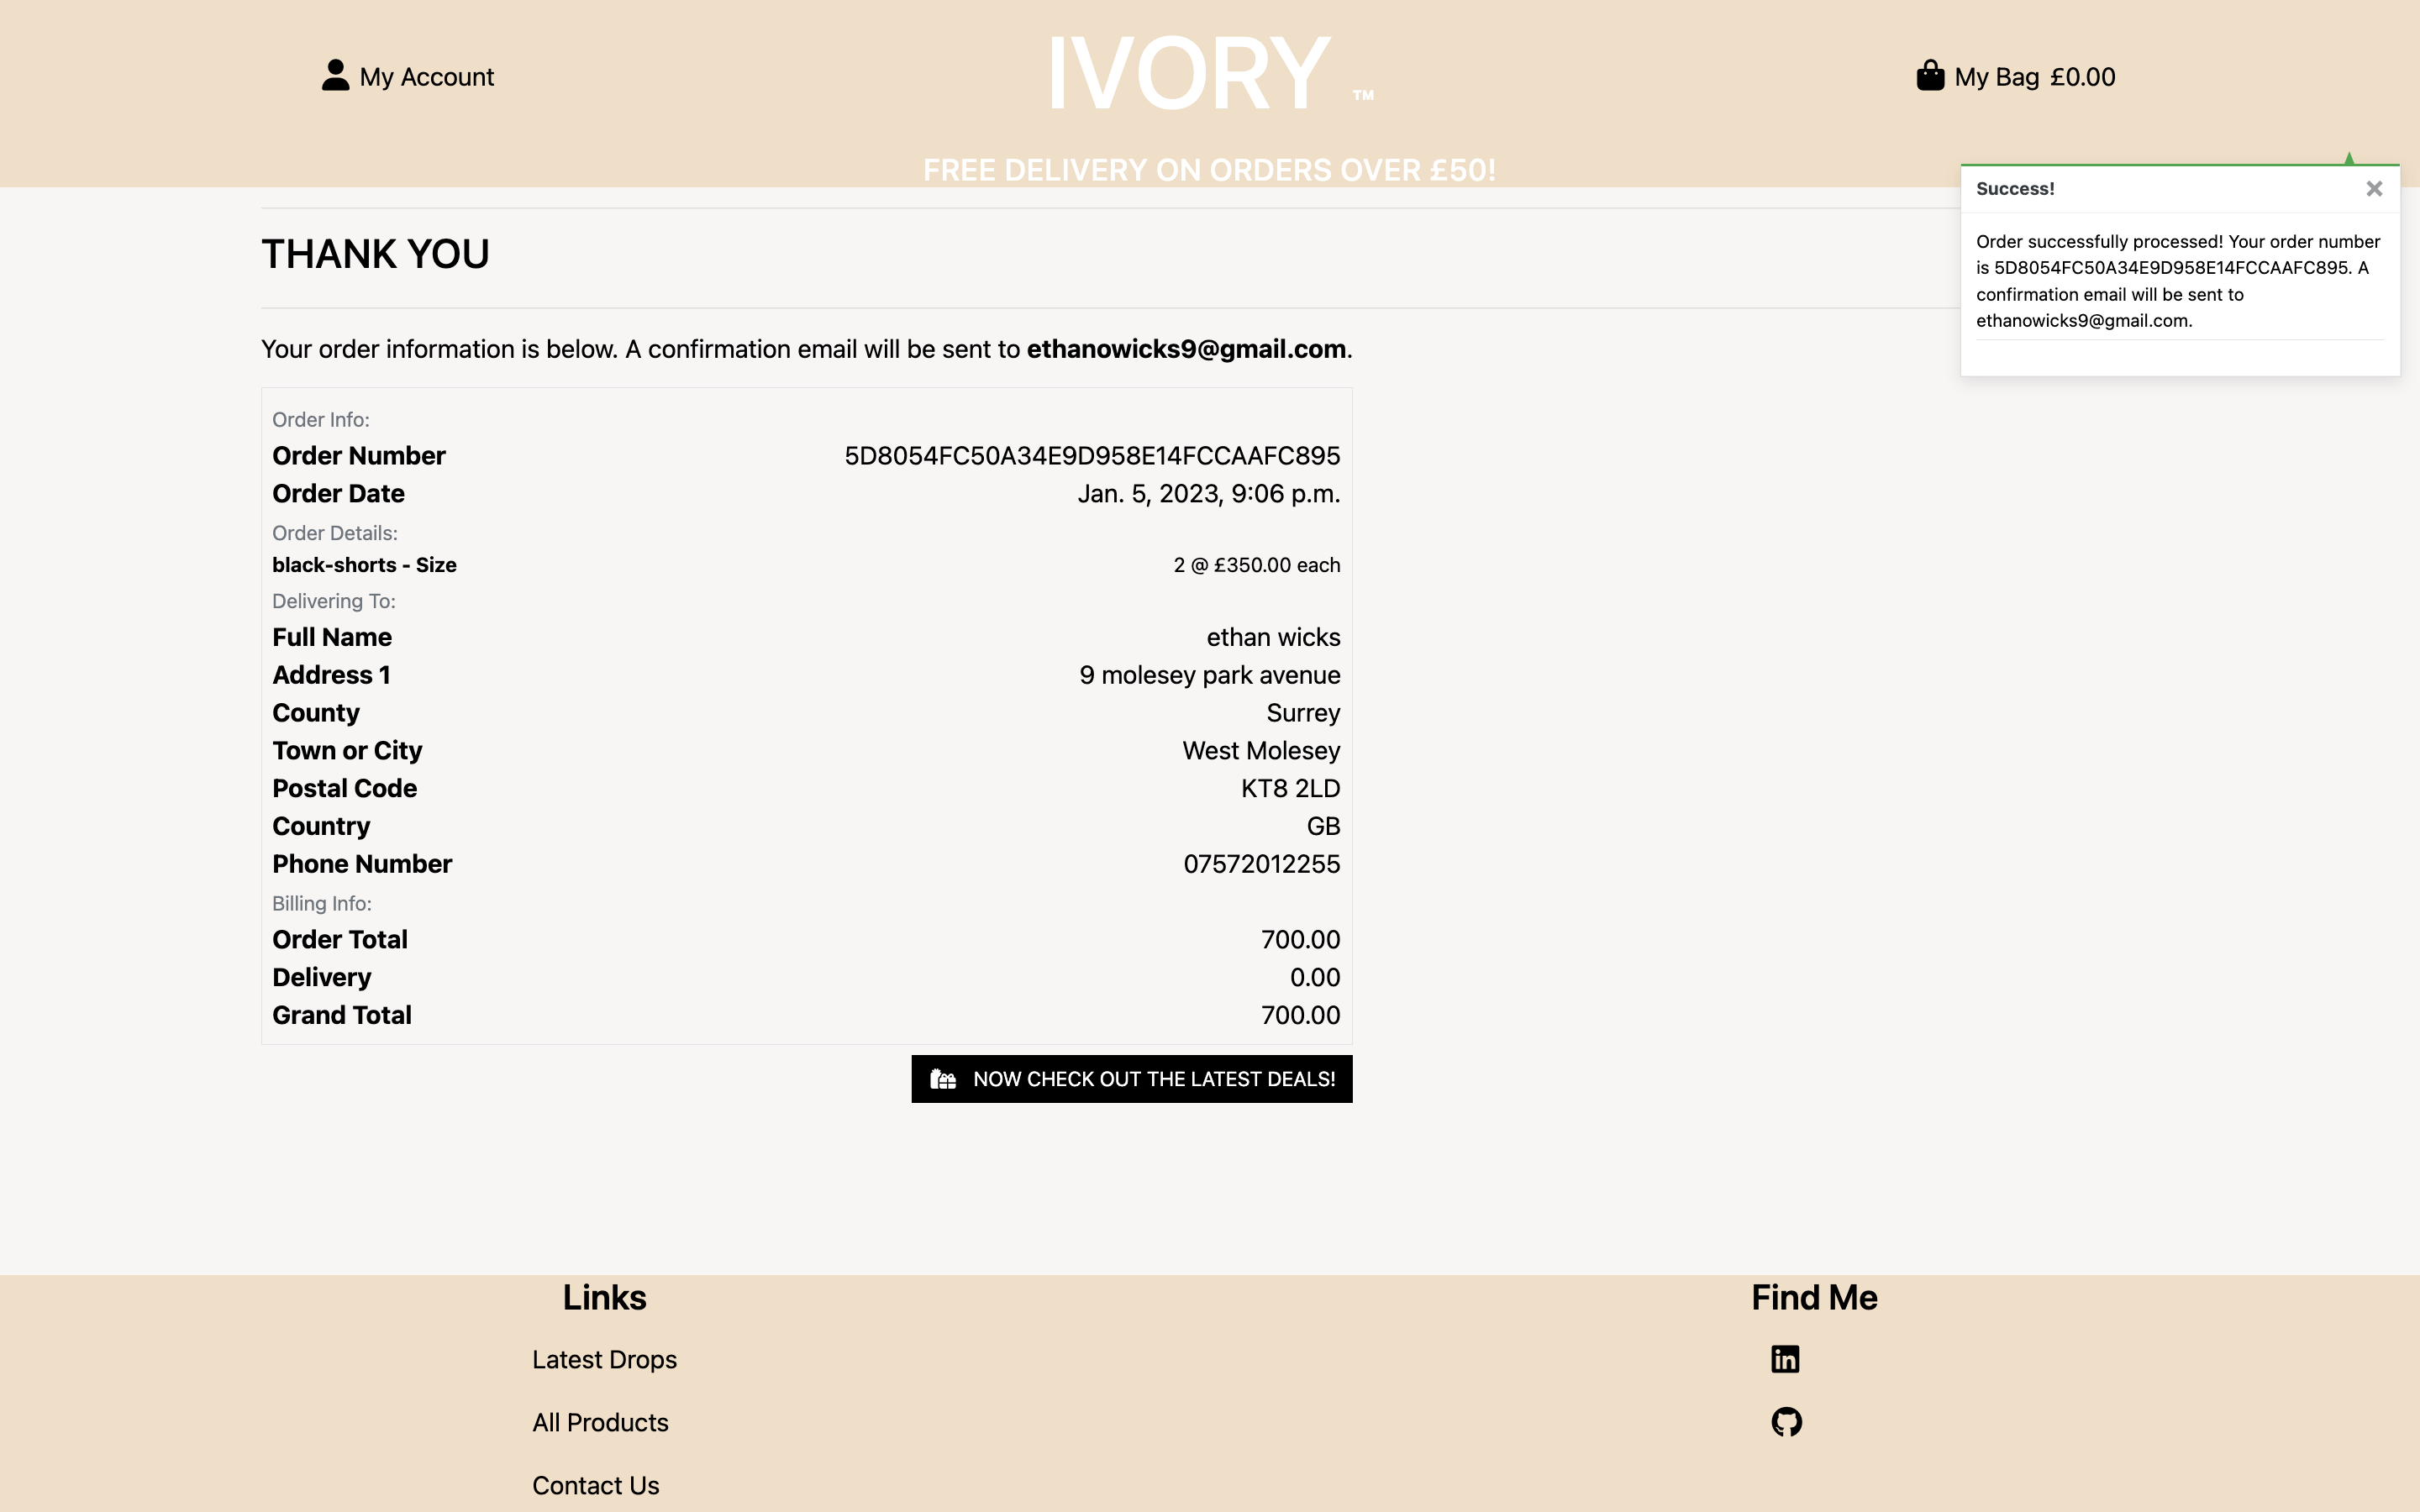 My Account
IVORY ™
My Bag £0.00
FREE DELIVERY ON ORDERS OVER £50!
Success!
Order successfully processed! Your order number
is 5D8054FC50A34E9D958E14FCCAAFC895. A
confirmation email will be sent to
ethanowicks9@gmail.com.
THANK YOU
Your order information is below. A confirmation email will be sent to ethanowicks9@gmail.com.
Order Info:
Order Number 5D8054FC50A34E9D958E14FCCAAFC895
Order Date Jan. 5, 2023, 9:06 p.m.
Order Details:
black-shorts - Size 2 @ £350.00 each
Delivering To:
Full Name ethan wicks
Address 1 9 molesey park avenue
County Surrey
Town or City West Molesey
Postal Code KT8 2LD
Country GB
Phone Number 07572012255
Billing Info:
Order Total 700.00
Delivery 0.00
Grand Total 700.00
NOW CHECK OUT THE LATEST DEALS!
Links
Latest Drops
All Products
Contact Us
Find Me